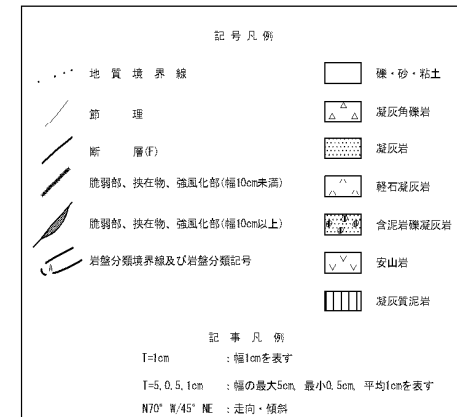 記号凡例
地質境界線
節理
断層(F)
脆弱部、挟在物、強風化部(幅10cm未満)
脆弱部、挟在物、強風化部(幅10cm以上)
A 岩盤分類境界線及び岩盤分類記号
礫・砂・粘土
凝灰角礫岩
凝灰岩
軽石凝灰岩
含泥岩礫凝灰岩
安山岩
凝灰質泥岩
記事凡例
T=1cm :幅1cmを表す
T=5,0.5,1cm :幅の最大5cm, 最小0.5cm, 平均1cmを表す
N70° W/45° NE :走向・傾斜